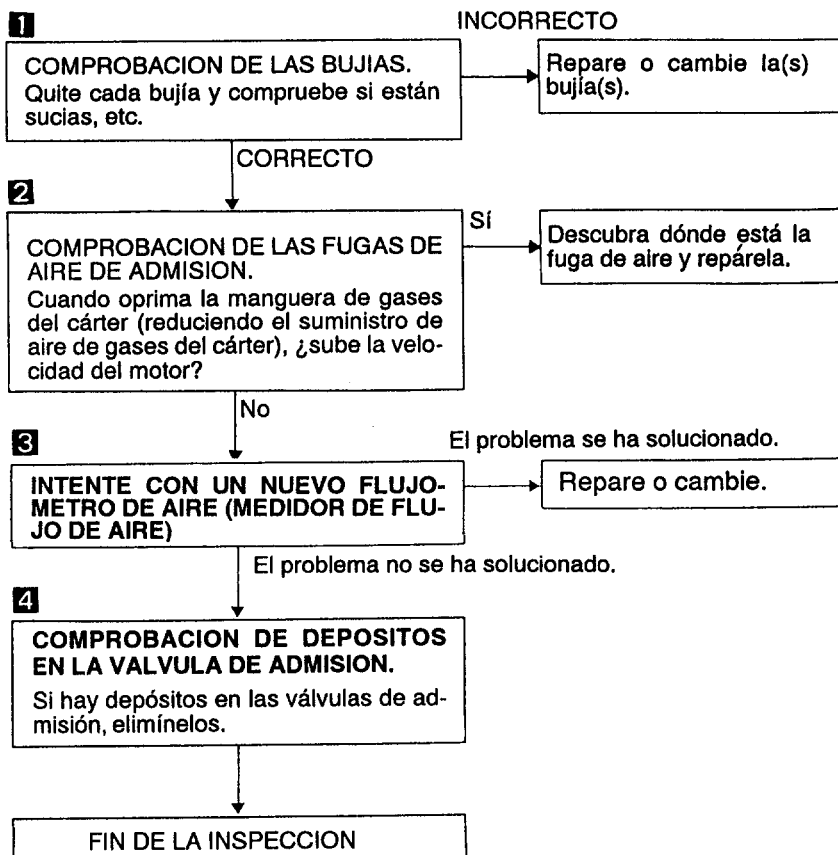 1
INCORRECTO
COMPROBACION DE LAS BUJIAS.
Quite cada bujía y compruebe si están
sucias, etc.
Repare o cambie la(s)
bujía(s).
CORRECTO
2
COMPROBACION DE LAS FUGAS DE
AIRE DE ADMISION.
Cuando oprima la manguera de gases
del cárter (reduciendo el suministro de
aire de gases del cárter), ¿sube la velo-
cidad del motor?
Sí
Descubra dónde está la
fuga de aire y repárela.
No
3
El problema se ha solucionado.
INTENTE CON UN NUEVO FLUJO-
METRO DE AIRE (MEDIDOR DE FLU-
JO DE AIRE)
Repare o cambie.
El problema no se ha solucionado.
4
COMPROBACION DE DEPOSITOS
EN LA VALVULA DE ADMISION.
Si hay depósitos en las válvulas de ad-
misión, elimínelos.
FIN DE LA INSPECCION